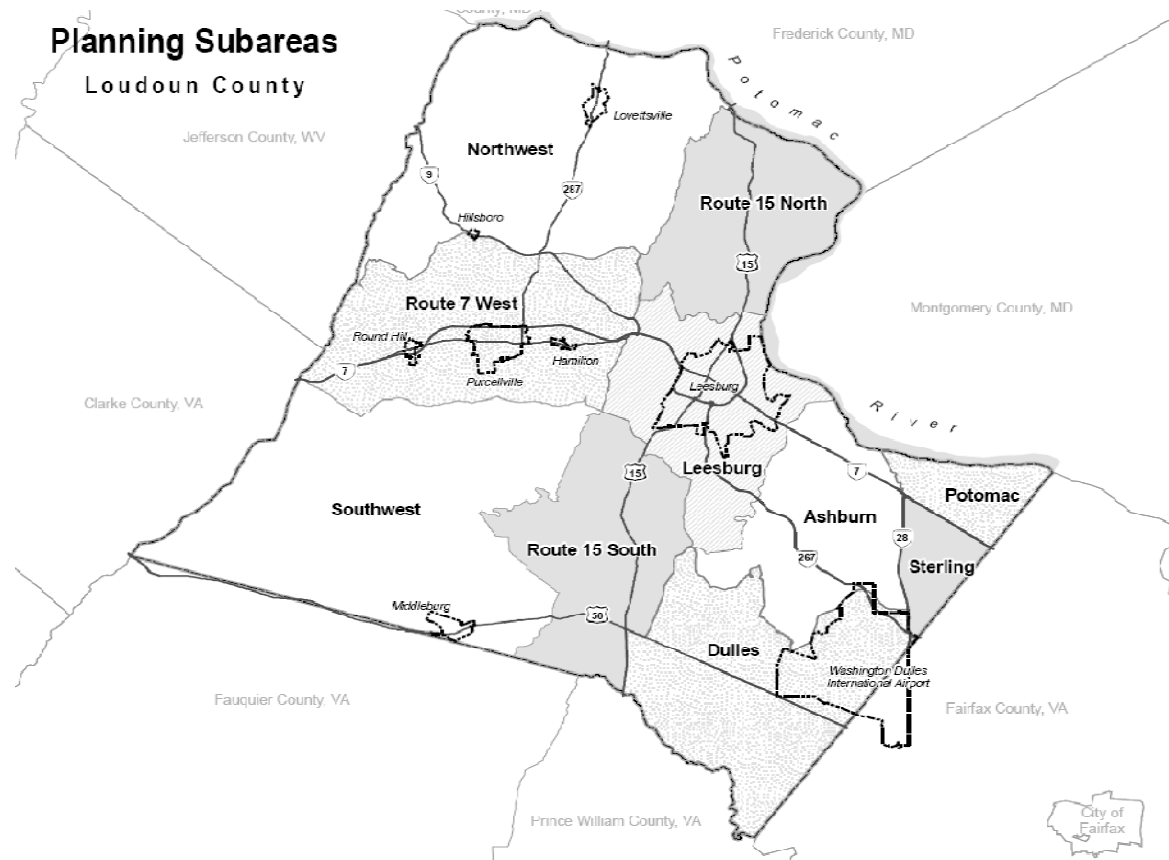 Planning Subareas
Loudoun County
Frederick County, MD
Potomac
Jefferson County, WV
Lovettsville
Northwest
9
287
Route 15 North
Hillsboro
15
Route 7 West
Montgomery County, MD
Round Hill
Hamilton
7
Purcellville
Leesburg
Clarke County, VA
River
15
Leesburg
7
Potomac
Southwest
Ashburn
28
Route 15 South
267
Sterling
Middleburg
50
Dulles
Washington Dulles
International Airport
Fauquier County, VA
Fairfax County, VA
Prince William County, VA
City of
Fairfax